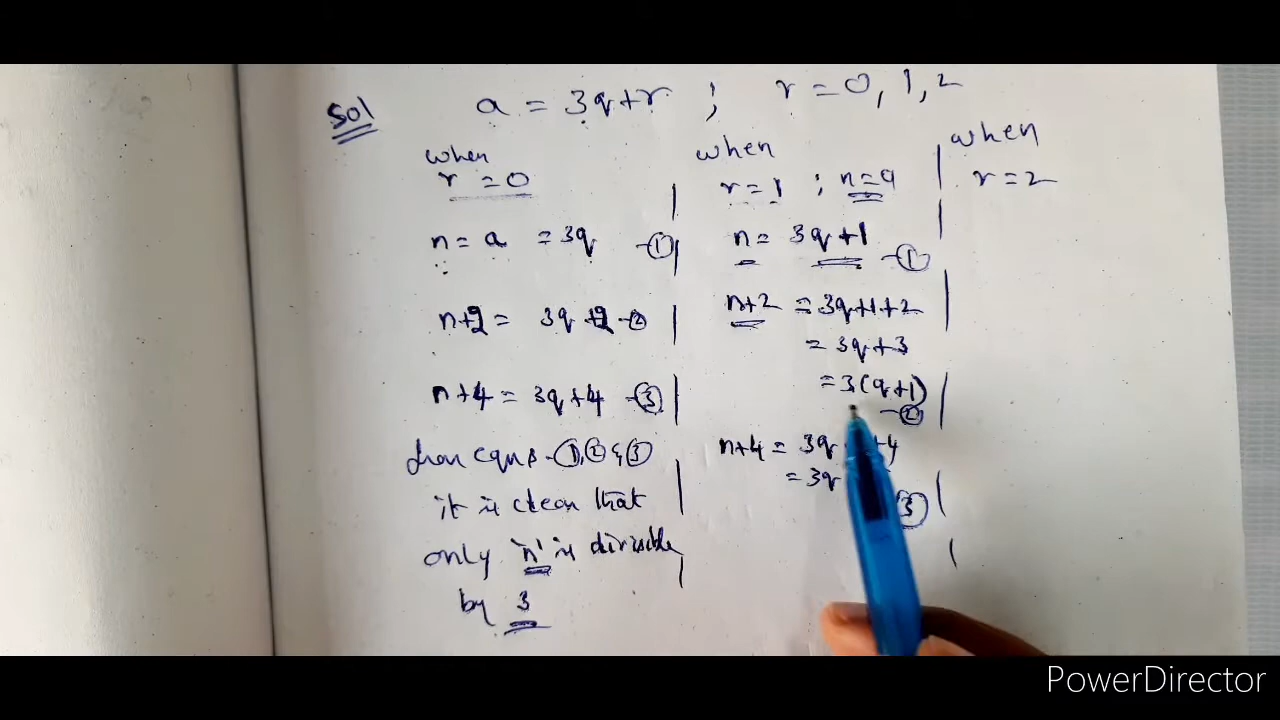 Sol a = 3q+r ; r = 0, 1, 2
when
r = 0
n = a = 3q -①
n+2 = 3q+2 -②
n+4 = 3q+4 -③
from eqns - ①, ② & ③
it is clear that
only 'n' is divisible
by 3
when
r = 1 ; n = a
n = 3q+1 -①
n+2 = 3q+1+2
= 3q+3
= 3(q+1)
-②
n+4 = 3q +4
= 3q
③
when
r = 2
PowerDirector